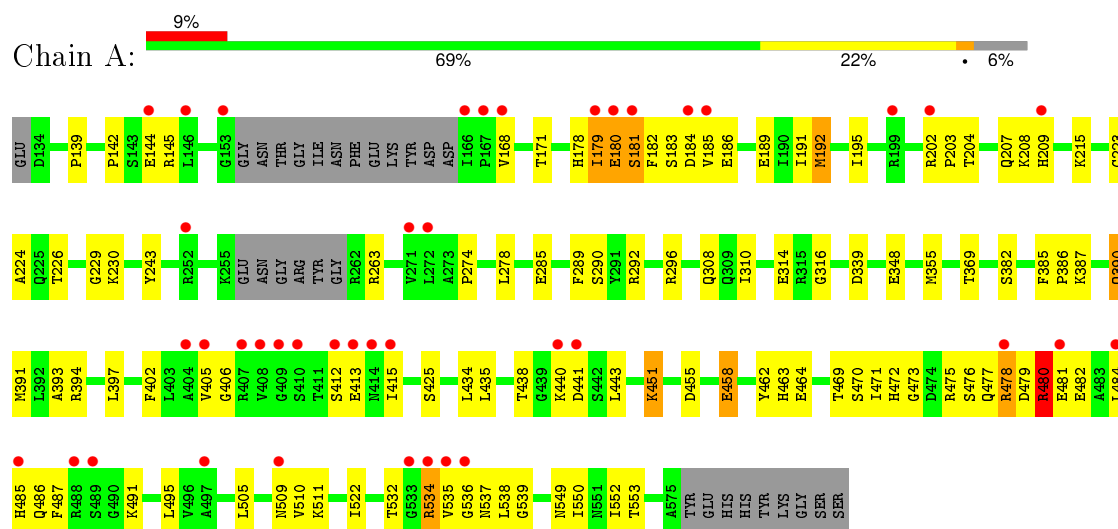 9%
Chain A:
69% 22% • 6%
GLU D134 P139 P142 S143 E144 R145 L146 G153 GLY ASN THR GLY ILE ASN PHE GLU LYS TYR ASP ASP I166 P167 V168 T171 H178 I179 E180 S181 F182 S183 D184 V185 E186 E189 I190 I191 M192 I195 R199 R202 P203 T204 Q207 K208 H209 K215
A224 Q225 T226 G229 K230 Y243 R252 K255 GLU ASN GLY ARG TYR GLY R262 R263 V271 L272 A273 P274 L278 E285 F289 S290 Y291 R292 R296 Q308 Q309 I310 E314 R315 G316 D339 E348 M355 T369 S382 F385 P386 K387 Q390
M391 L392 A393 R394 L397 F402 L403 A404 V405 G406 R407 V408 G409 S410 T411 S412 E413 N414 I415 S425 L434 L435 T438 G439 K440 D441 S442 L443 K451 D455 E458 Y462 H463 E464 T469 S470 I471 H472 G473 D474 R475 S476 Q477 R478 D479 R480 E481 E482 A483 L484
H485 Q486 F487 R488 S489 G490 K491 L495 V496 A497 L505 N509 V510 K511 I522 T532 G533 R534 V535 G536 N537 L538 G539 N549 I550 N551 I552 T553 A575 TYR GLU HIS HIS TYR LYS GLY SER SER